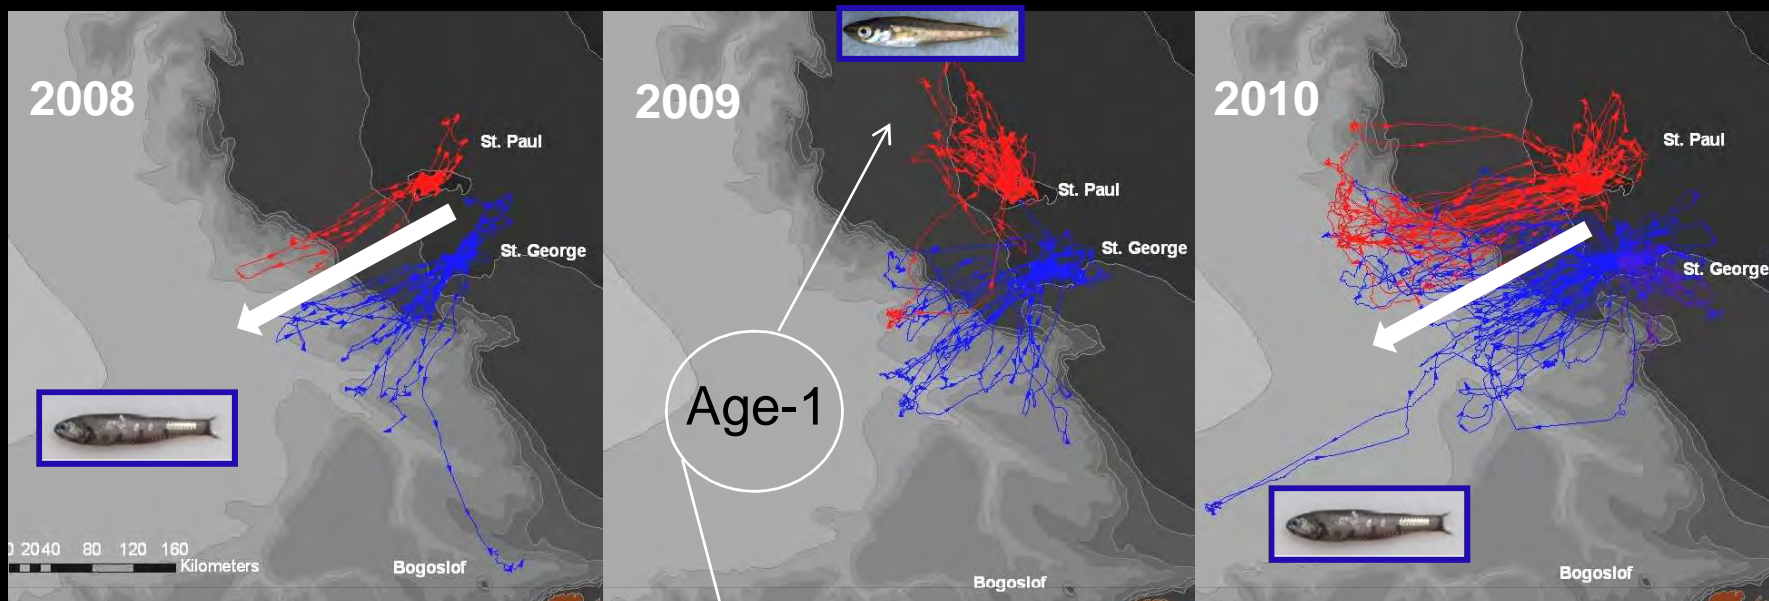 2008
St. Paul
St. George
0 20 40 80 120 160
Kilometers
Bogoslof
2009
St. Paul
St. George
Age-1
Bogoslof
2010
St. Paul
St. George
Bogoslof